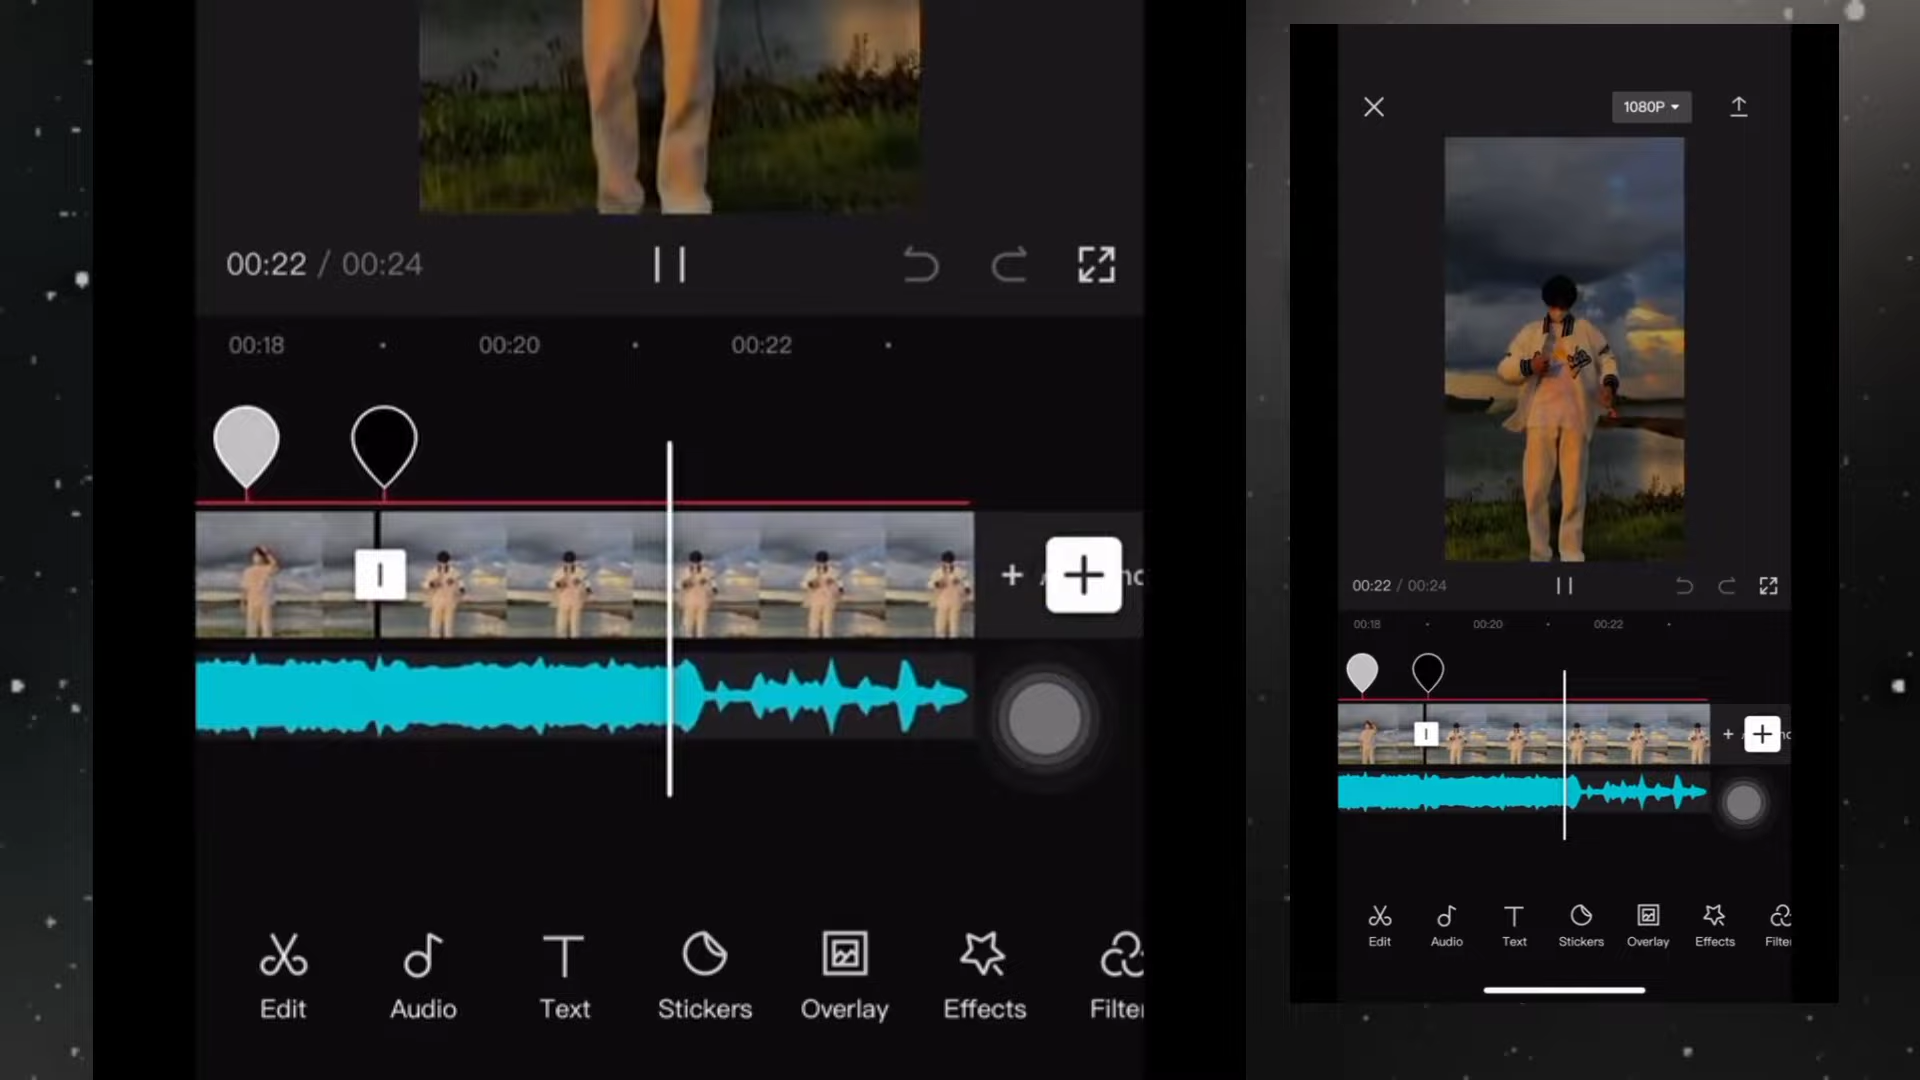 00:22 / 00:24
00:18
00:20
00:22
Edit
Audio
Text
Stickers
Overlay
Effects
Filter
1080P
00:22 / 00:24
00:18
00:20
00:22
Edit
Audio
Text
Stickers
Overlay
Effects
Filter